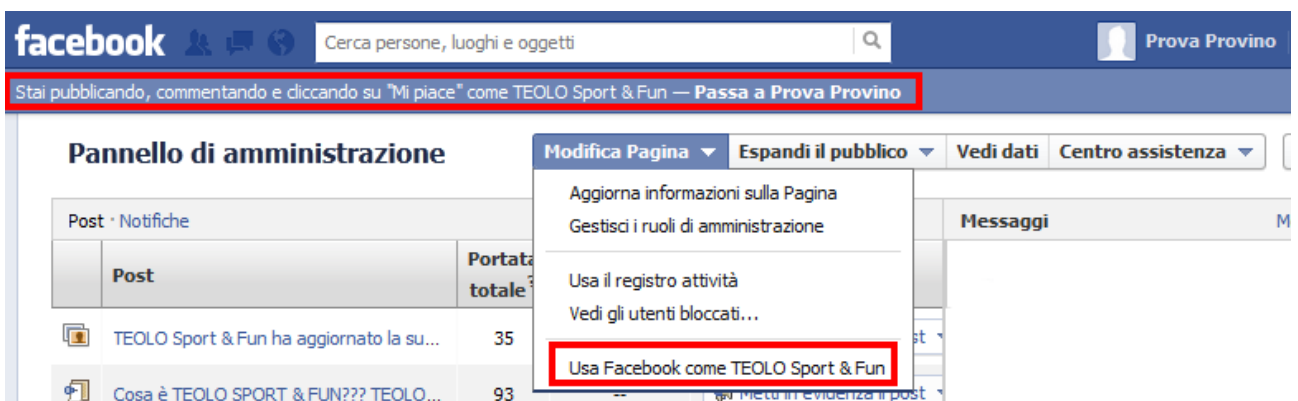 facebook
Cerca persone, luoghi e oggetti
Prova Provino
Stai pubblicando, commentando e cliccando su "Mi piace" come TEOLO Sport & Fun — Passa a Prova Provino
Pannello di amministrazione
Modifica Pagina
Espandi il pubblico
Vedi dati
Centro assistenza
Aggiorna informazioni sulla Pagina
Gestisci i ruoli di amministrazione
Usa il registro attività
Vedi gli utenti bloccati...
Usa Facebook come TEOLO Sport & Fun
Post · Notifiche
Messaggi
Post
Portata
totale
TEOLO Sport & Fun ha aggiornato la su...
35
Cosa è TEOLO SPORT & FUN??? TEOLO...
93
--
Metti in evidenza il post